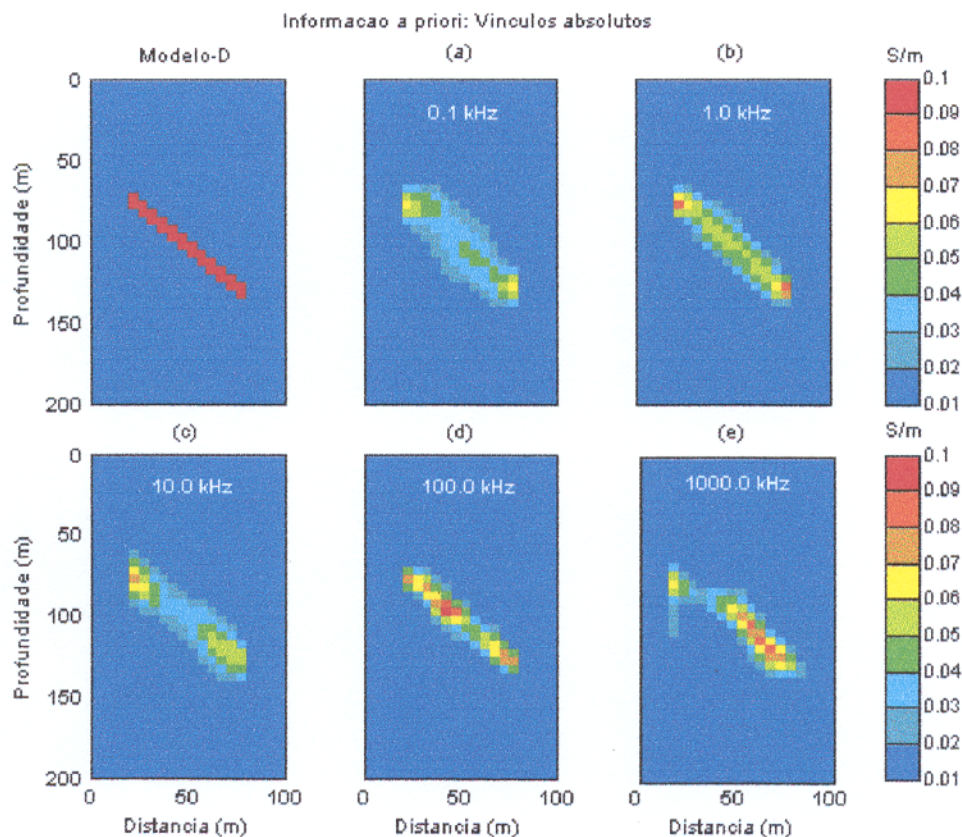 Informacao a priori: Vinculos absolutos
Modelo-D
(a)
(b)
S/m
0
50
100
150
200
Profundidade (m)
0.1 kHz
1.0 kHz
0.1
0.09
0.08
0.07
0.06
0.05
0.04
0.03
0.02
0.01
(c)
(d)
(e)
S/m
0
50
100
150
200
Profundidade (m)
10.0 kHz
100.0 kHz
1000.0 kHz
0.1
0.09
0.08
0.07
0.06
0.05
0.04
0.03
0.02
0.01
0 50 100
0 50 100
0 50 100
Distancia (m)
Distancia (m)
Distancia (m)